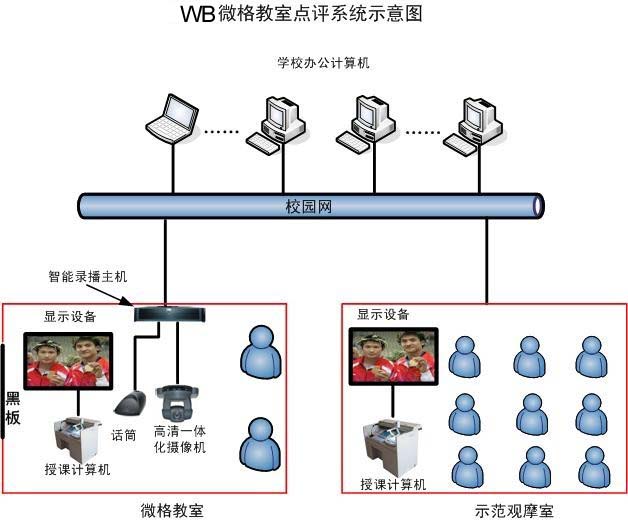 WB微格教室点评系统示意图
学校办公计算机
校园网
智能录播主机
显示设备
显示设备
黑板
话筒
高清一体
化摄像机
授课计算机
授课计算机
微格教室
示范观摩室